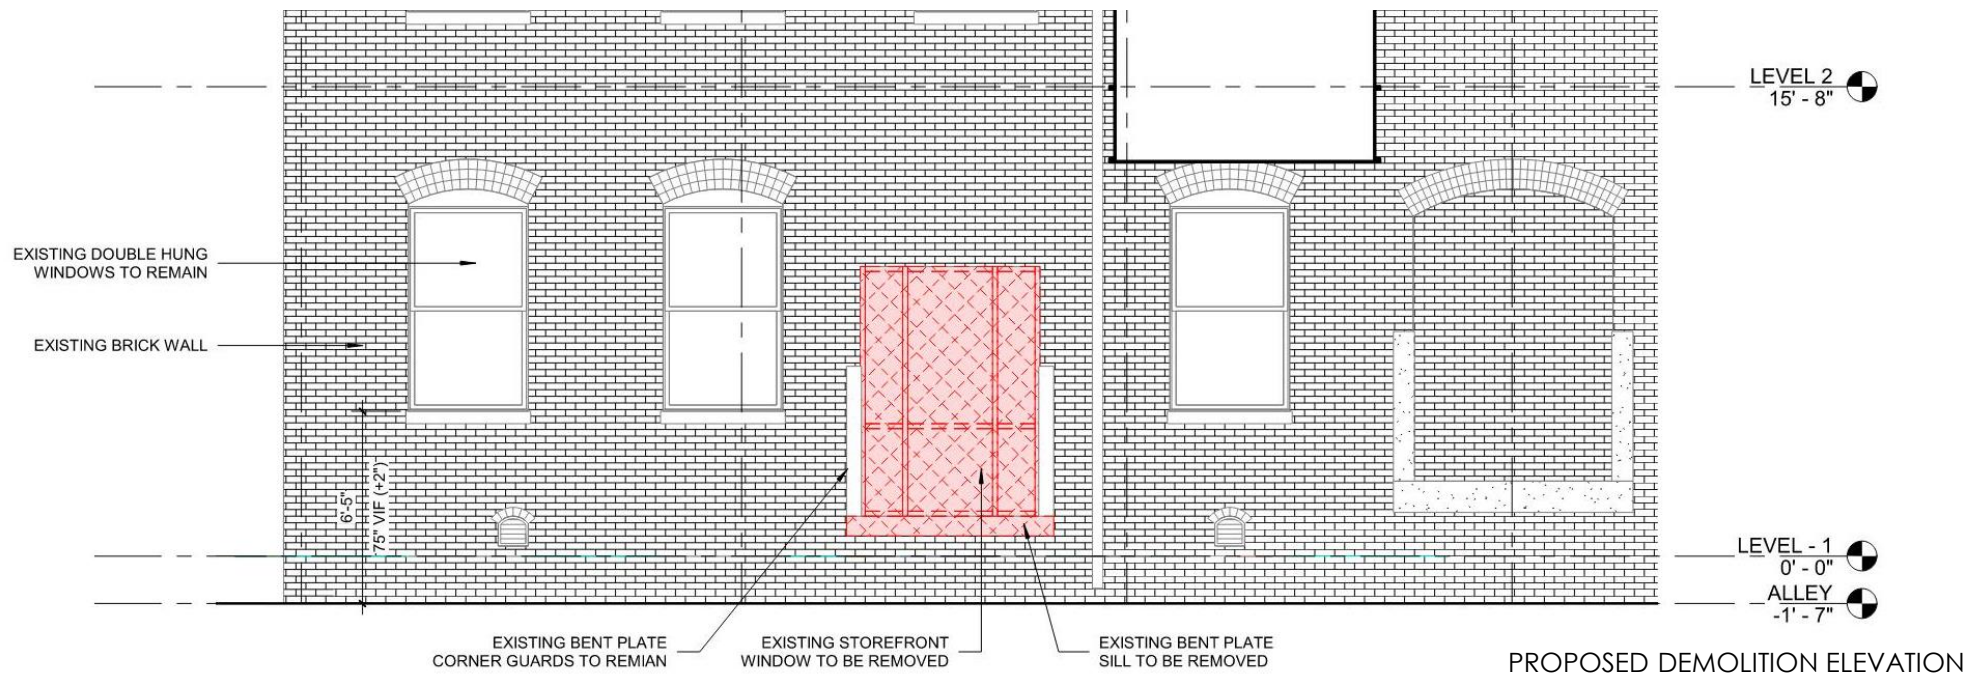 LEVEL 2
15' - 8"
EXISTING DOUBLE HUNG
WINDOWS TO REMAIN
EXISTING BRICK WALL
6'-5"
75" VIF (+2")
LEVEL - 1
0' - 0"
ALLEY
-1' - 7"
EXISTING BENT PLATE
CORNER GUARDS TO REMIAN
EXISTING STOREFRONT
WINDOW TO BE REMOVED
EXISTING BENT PLATE
SILL TO BE REMOVED
PROPOSED DEMOLITION ELEVATION